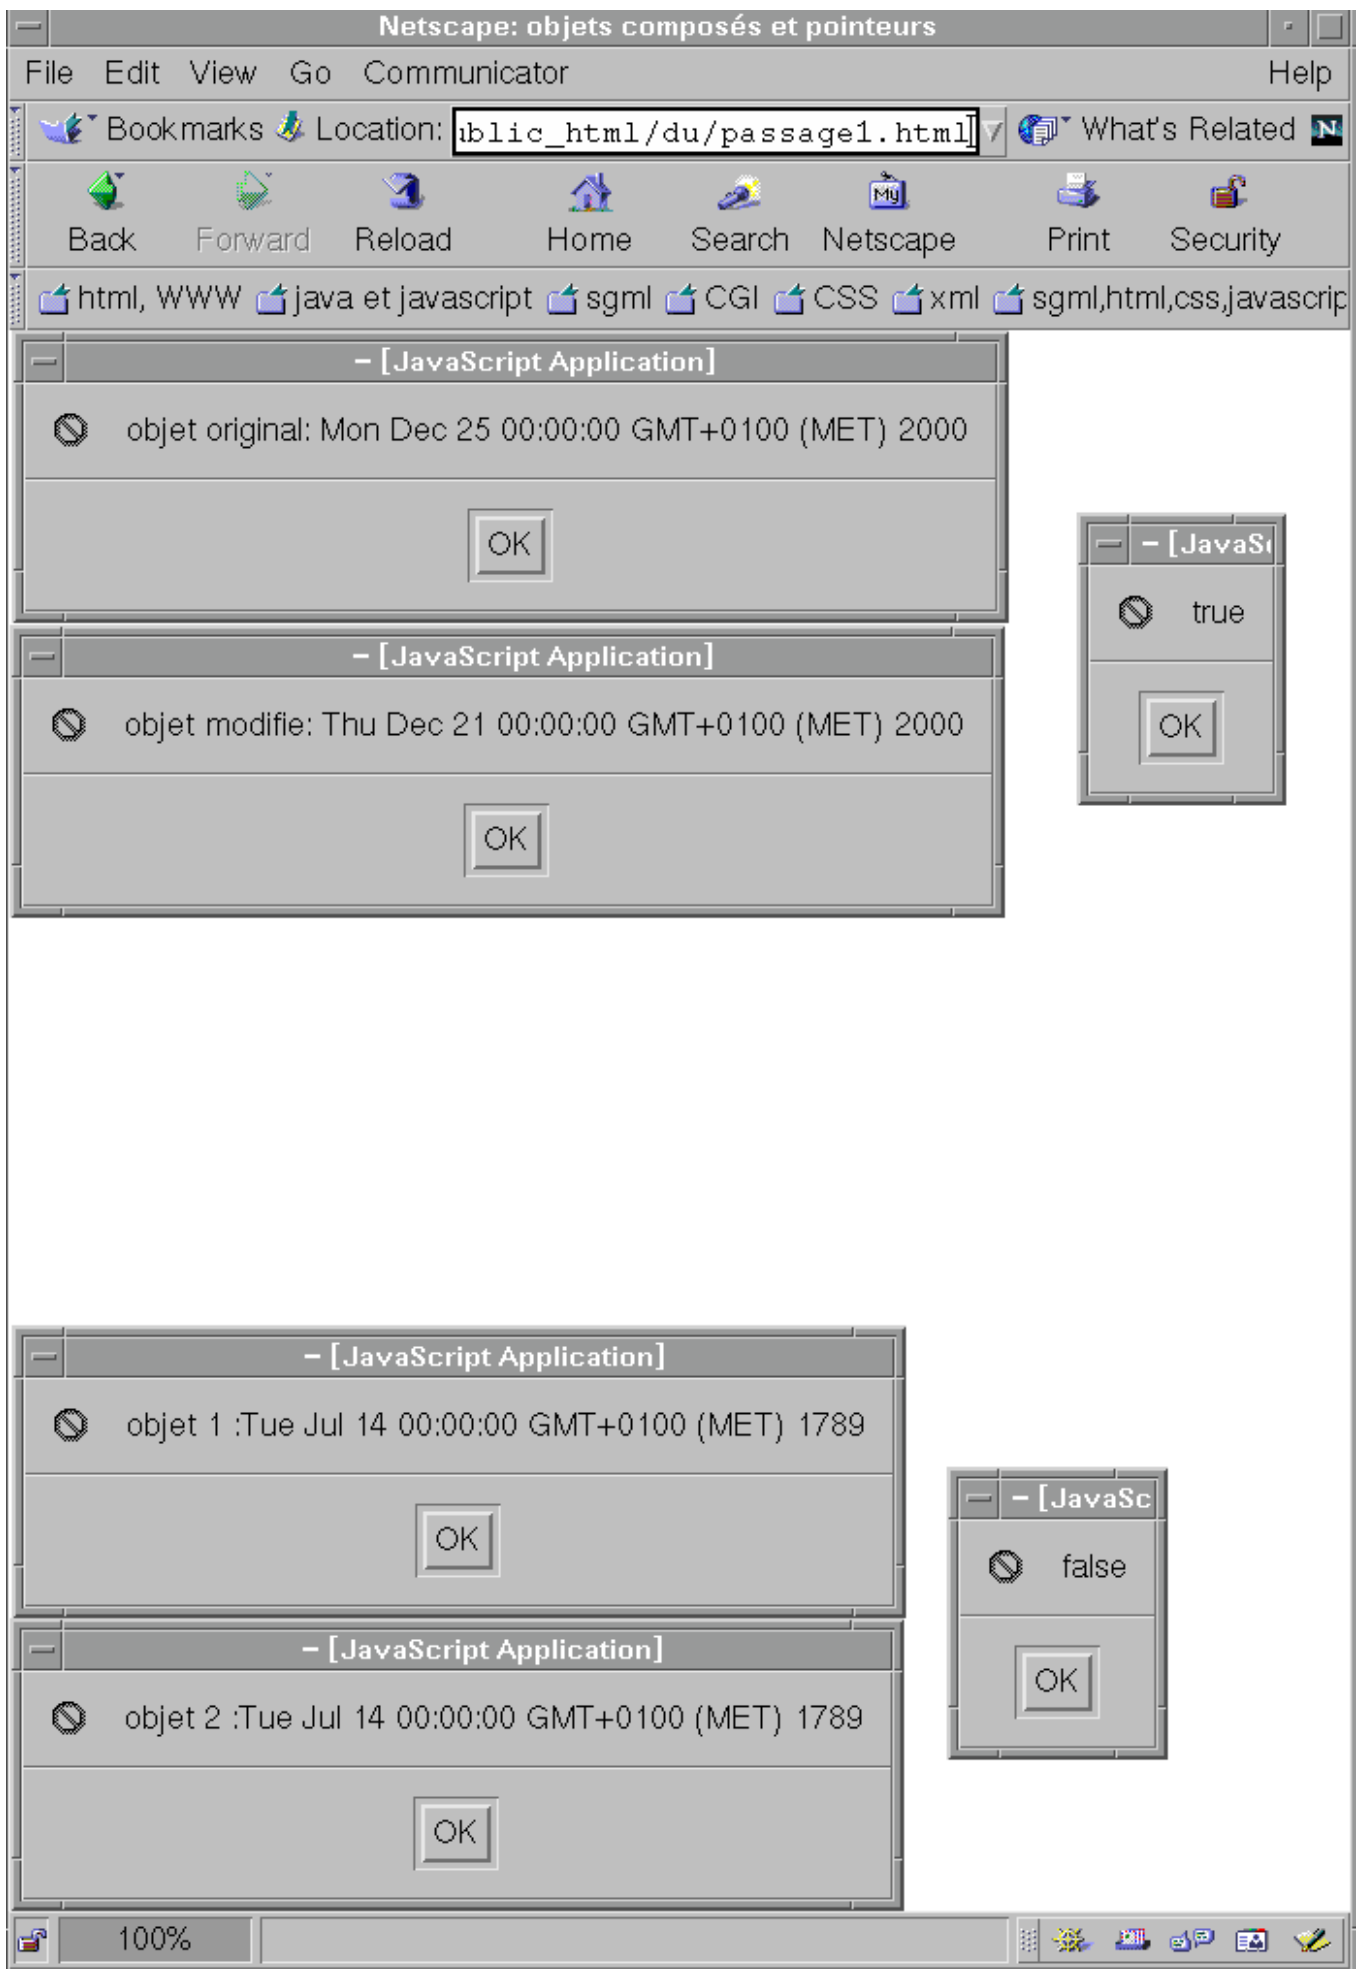 Netscape: objets composés et pointeurs
File Edit View Go Communicator Help
Bookmarks Location: ublic_html/du/passage1.html What's Related N
Back Forward Reload Home Search Netscape Print Security
html, WWW java et javascript sgml CGI CSS xml sgml,html,css,javascrip
– [JavaScript Application]
objet original: Mon Dec 25 00:00:00 GMT+0100 (MET) 2000
OK
– [JavaSc
true
OK
– [JavaScript Application]
objet modifie: Thu Dec 21 00:00:00 GMT+0100 (MET) 2000
OK
– [JavaScript Application]
objet 1 :Tue Jul 14 00:00:00 GMT+0100 (MET) 1789
OK
– [JavaSc
false
OK
– [JavaScript Application]
objet 2 :Tue Jul 14 00:00:00 GMT+0100 (MET) 1789
OK
100%